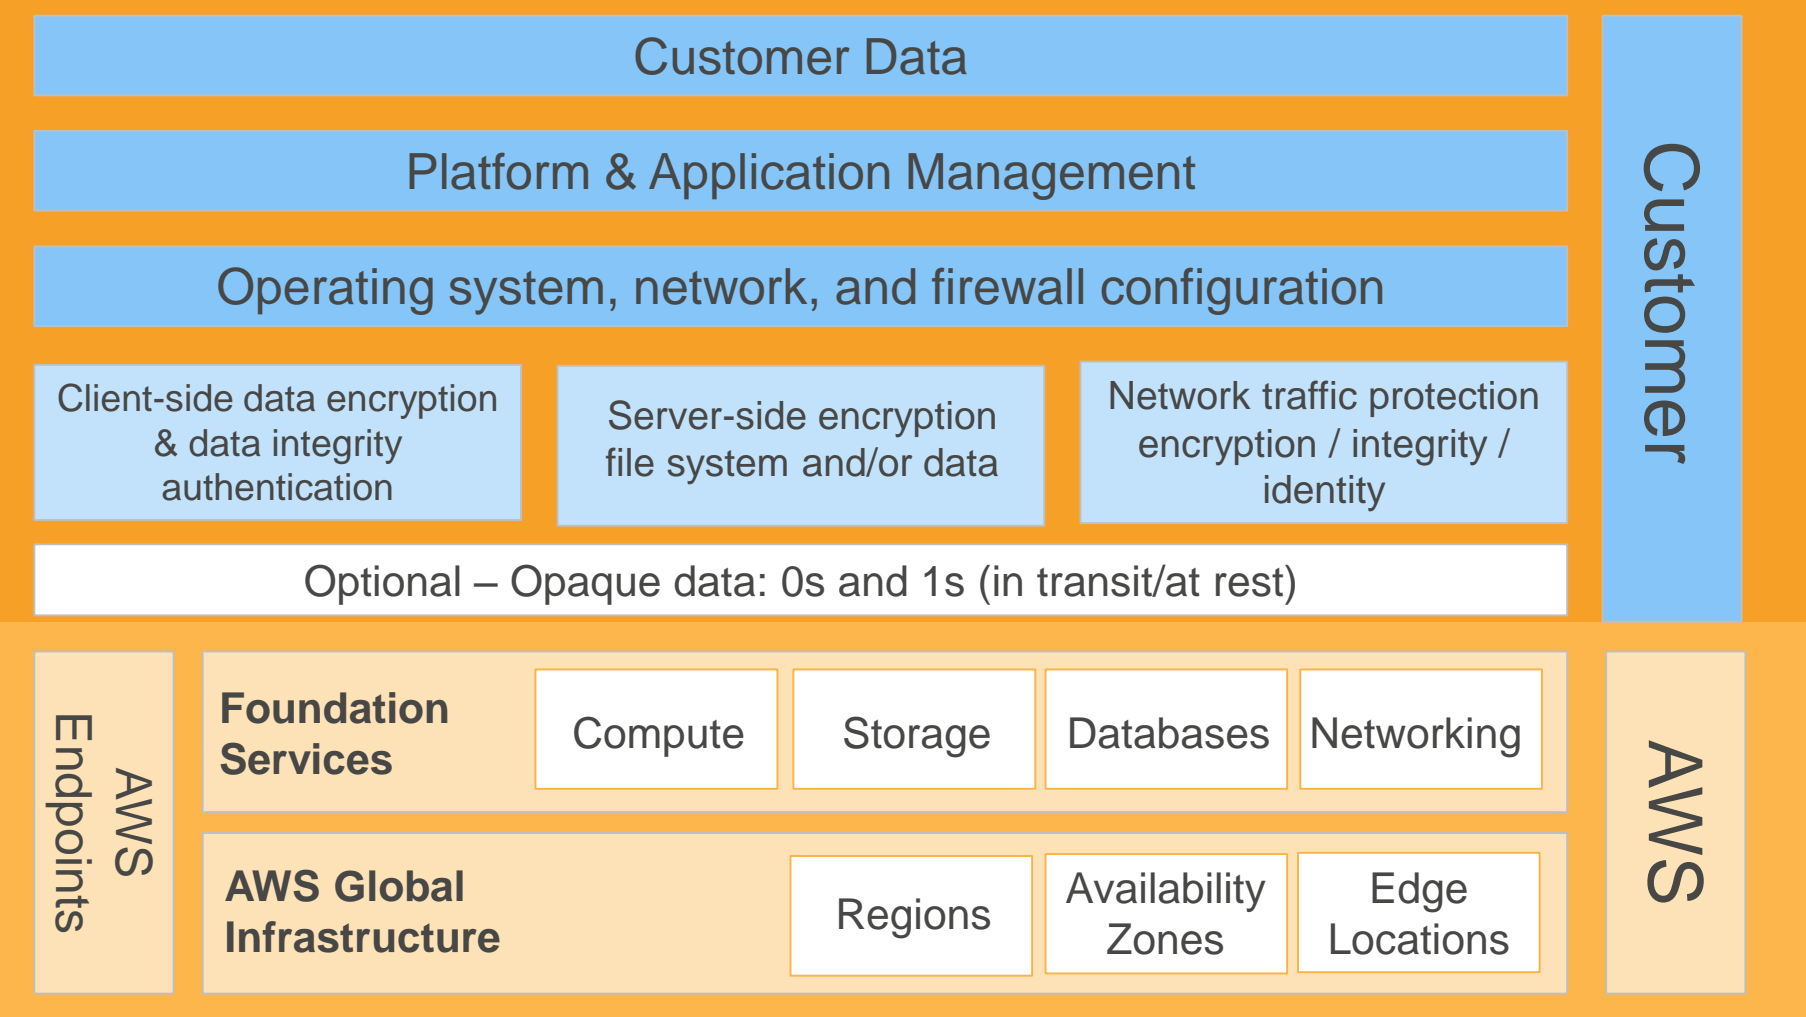 Customer Data
Platform & Application Management
Operating system, network, and firewall configuration
Client-side data encryption
& data integrity
authentication
Server-side encryption
file system and/or data
Network traffic protection
encryption / integrity /
identity
Optional – Opaque data: 0s and 1s (in transit/at rest)
Customer
AWS
Endpoints
Foundation
Services
Compute
Storage
Databases
Networking
AWS Global
Infrastructure
Regions
Availability
Zones
Edge
Locations
AWS